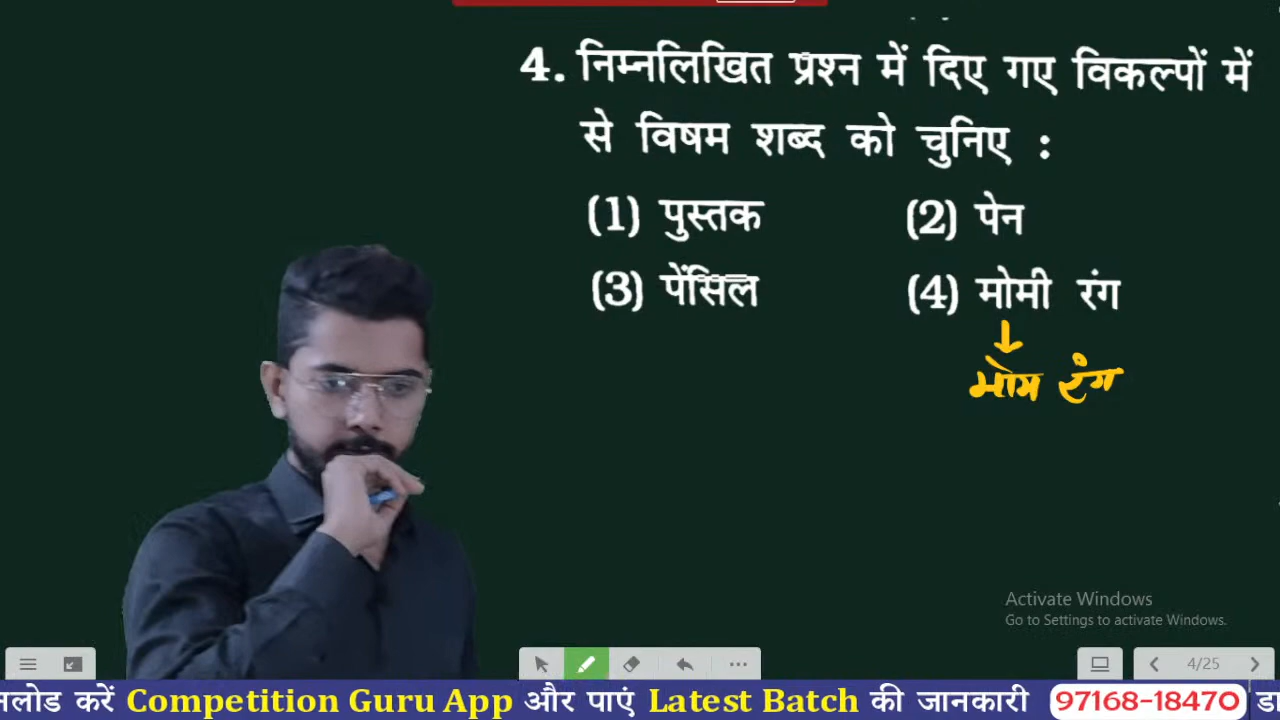 4. निम्नलिखित प्रश्न में दिए गए विकल्पों में
से विषम शब्द को चुनिए :
(1) पुस्तक (2) पेन
(3) पेंसिल (4) मोमी रंग
मोम रंग
Activate Windows
Go to Settings to activate Windows.
4/25
करें Competition Guru App और पाएं Latest Batch की जानकारी 97168-18470